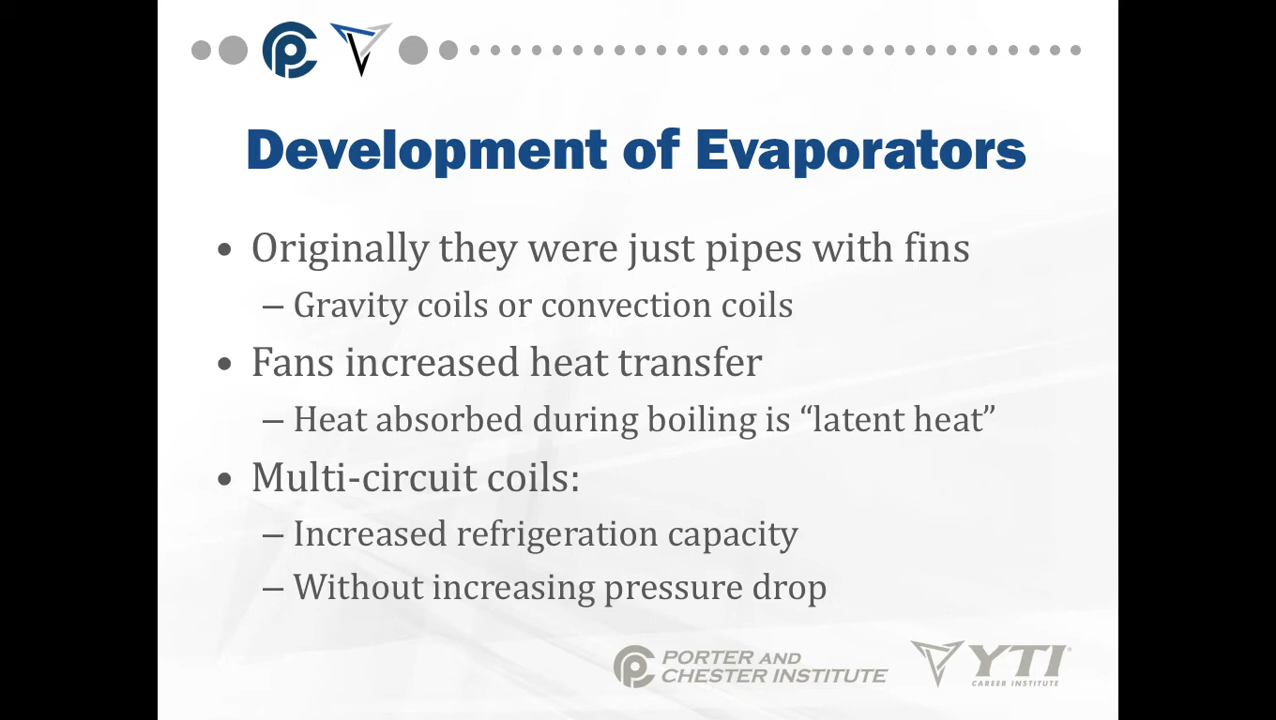 Development of Evaporators
• Originally they were just pipes with fins
– Gravity coils or convection coils
• Fans increased heat transfer
– Heat absorbed during boiling is “latent heat”
• Multi-circuit coils:
– Increased refrigeration capacity
– Without increasing pressure drop
PORTER AND
CHESTER INSTITUTE
YTI®
CAREER INSTITUTE